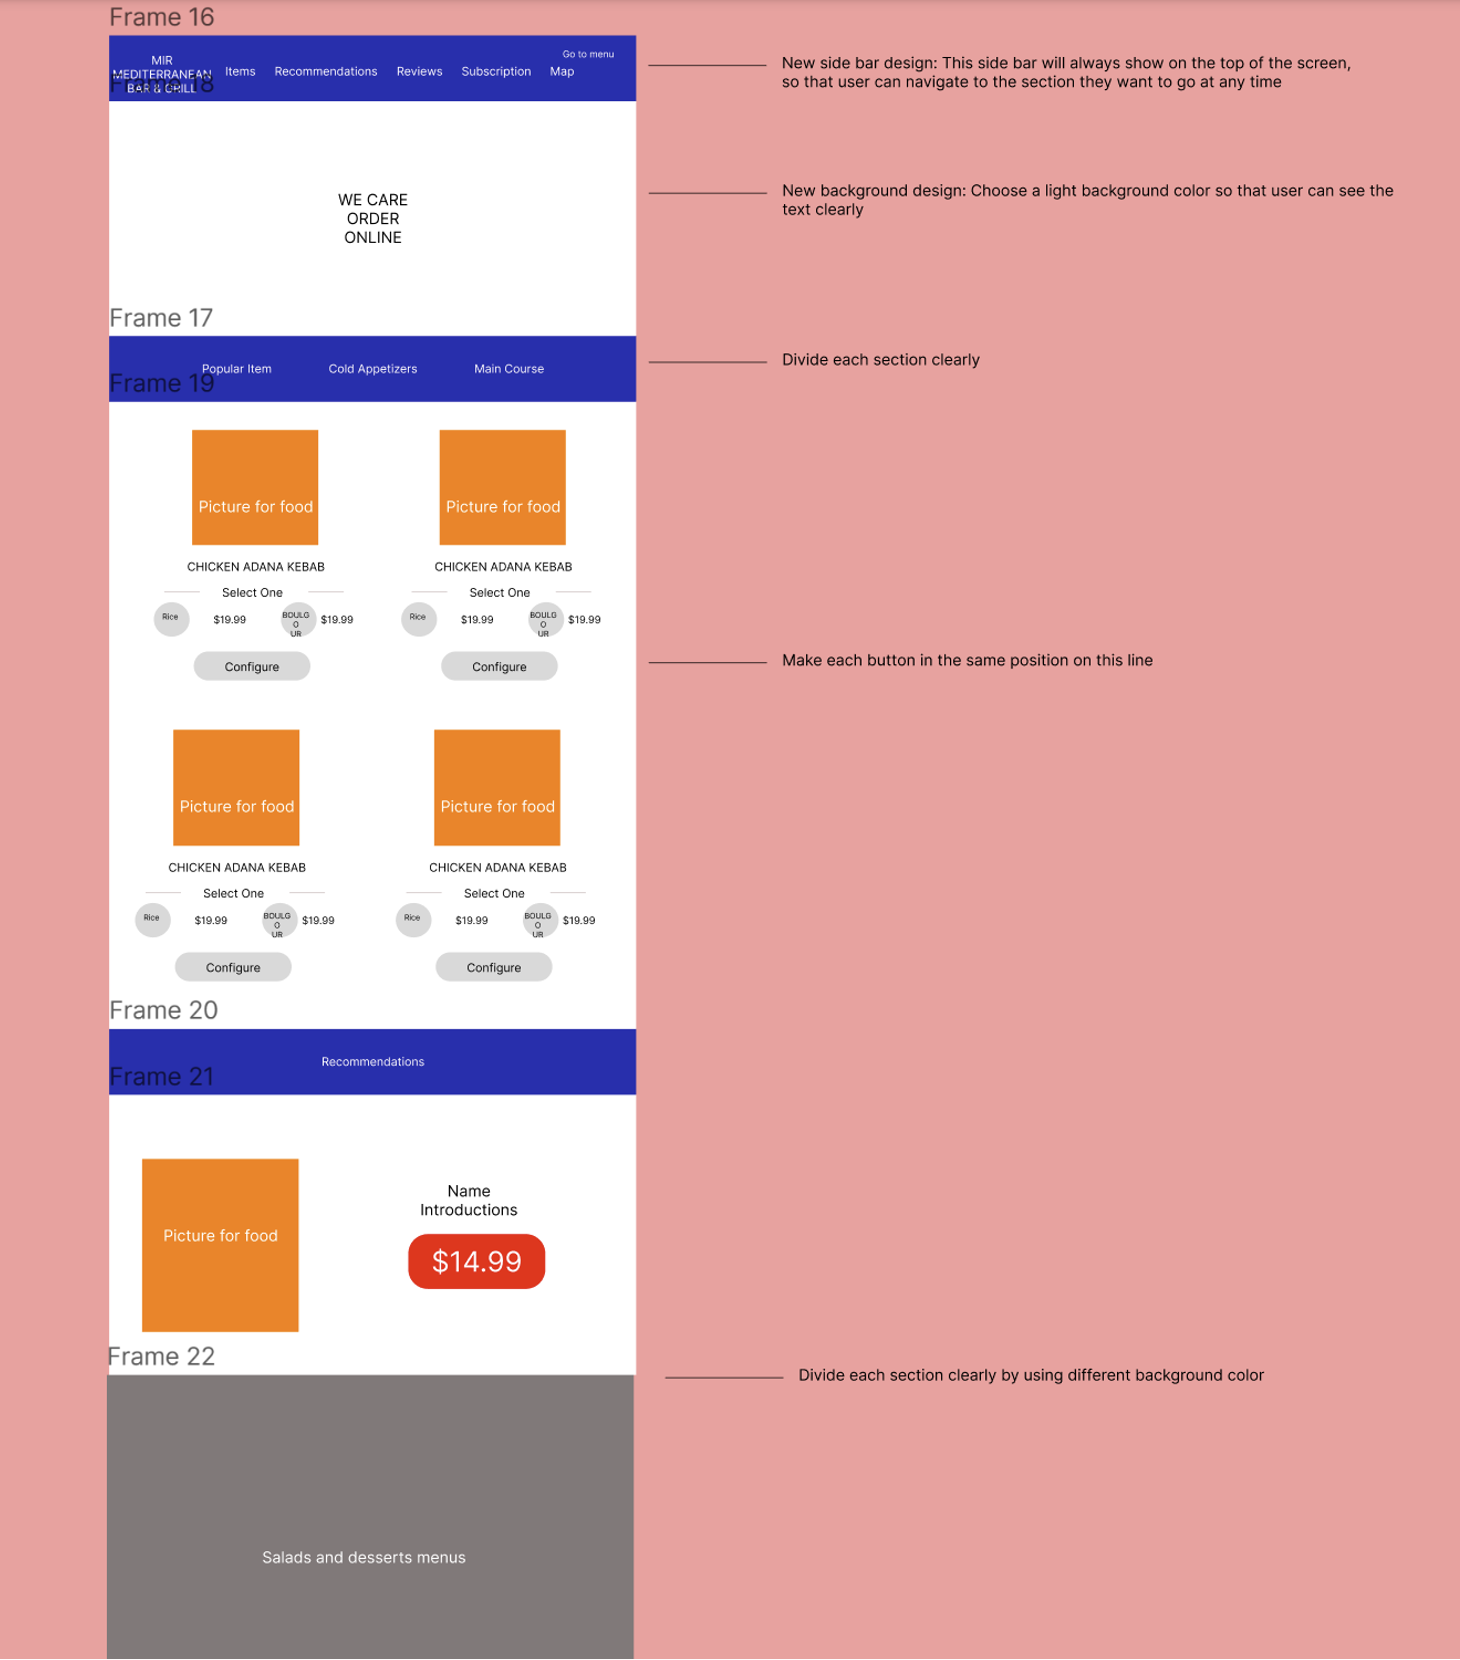 Frame 16
Go to menu
MIR
MEDITERRANEAN
BAR & GRILL
Items Recommendations Reviews Subscription Map
Frame 18
New side bar design: This side bar will always show on the top of the screen,
so that user can navigate to the section they want to go at any time
WE CARE
ORDER
ONLINE
New background design: Choose a light background color so that user can see the
text clearly
Frame 17
Popular Item Cold Appetizers Main Course
Frame 19
Divide each section clearly
Picture for food Picture for food
CHICKEN ADANA KEBAB CHICKEN ADANA KEBAB
Select One Select One
Rice $19.99 BOULG $19.99 Rice $19.99 BOULG $19.99
O O
UR UR
Configure Configure
Make each button in the same position on this line
Picture for food Picture for food
CHICKEN ADANA KEBAB CHICKEN ADANA KEBAB
Select One Select One
Rice $19.99 BOULG $19.99 Rice $19.99 BOULG $19.99
O O
UR UR
Configure Configure
Frame 20
Recommendations
Frame 21
Picture for food
Name
Introductions
$14.99
Frame 22
Divide each section clearly by using different background color
Salads and desserts menus